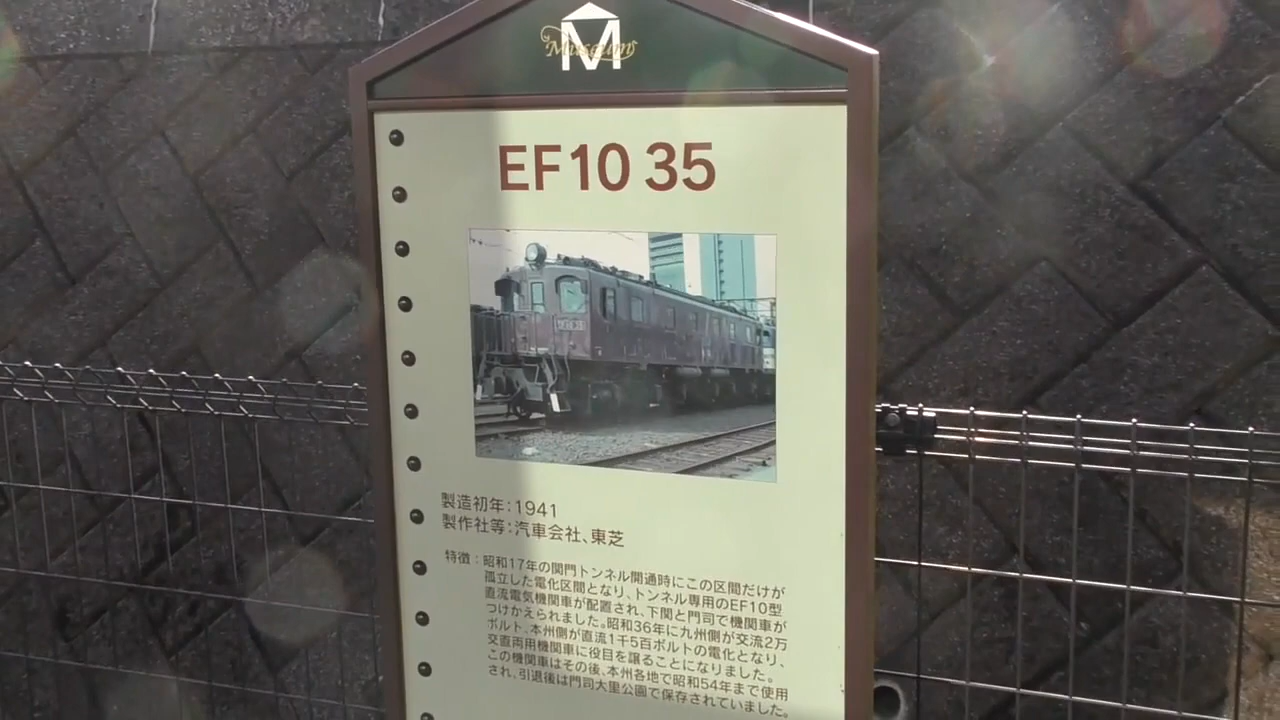 Museum
M
EF10 35
製造初年：1941
製作社等：汽車会社、東芝
特徴：昭和17年の関門トンネル開通時にこの区間だけが
孤立した電化区間となり、トンネル専用のEF10型
直流電気機関車が配置され、下関と門司で機関車が
つけかえられました。昭和36年に九州側が交流2万
ボルト、本州側が直流1千5百ボルトの電化となり、
交直両用機関車に役目を譲ることになりました。
この機関車はその後、本州各地で昭和54年まで使用
され、引退後は門司大里公園で保存されていました。